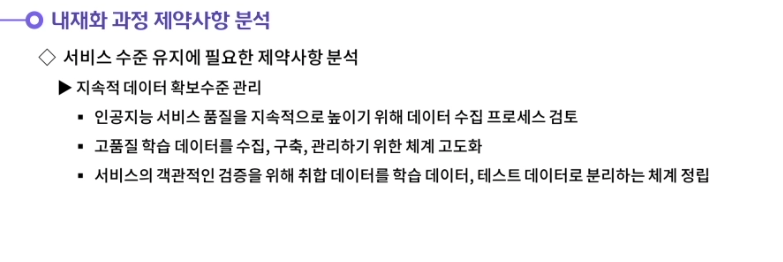 내재화 과정 제약사항 분석
◇ 서비스 수준 유지에 필요한 제약사항 분석
▶ 지속적 데이터 확보수준 관리
▪ 인공지능 서비스 품질을 지속적으로 높이기 위해 데이터 수집 프로세스 검토
▪ 고품질 학습 데이터를 수집, 구축, 관리하기 위한 체계 고도화
▪ 서비스의 객관적인 검증을 위해 취합 데이터를 학습 데이터, 테스트 데이터로 분리하는 체계 정립